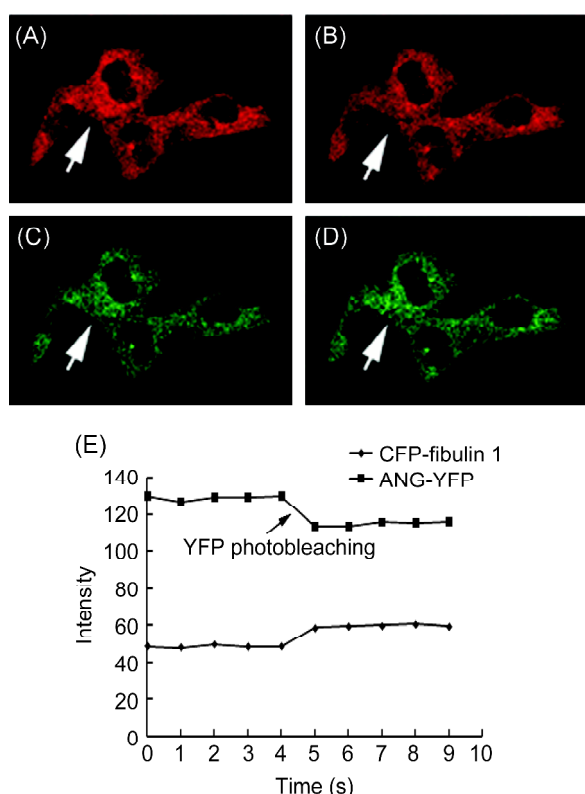 (A)
(B)
(C)
(D)
(E)
CFP-fibulin 1
ANG-YFP
140
120
100
80
60
40
20
0
YFP photobleaching
Intensity
0 1 2 3 4 5 6 7 8 9 10
Time (s)